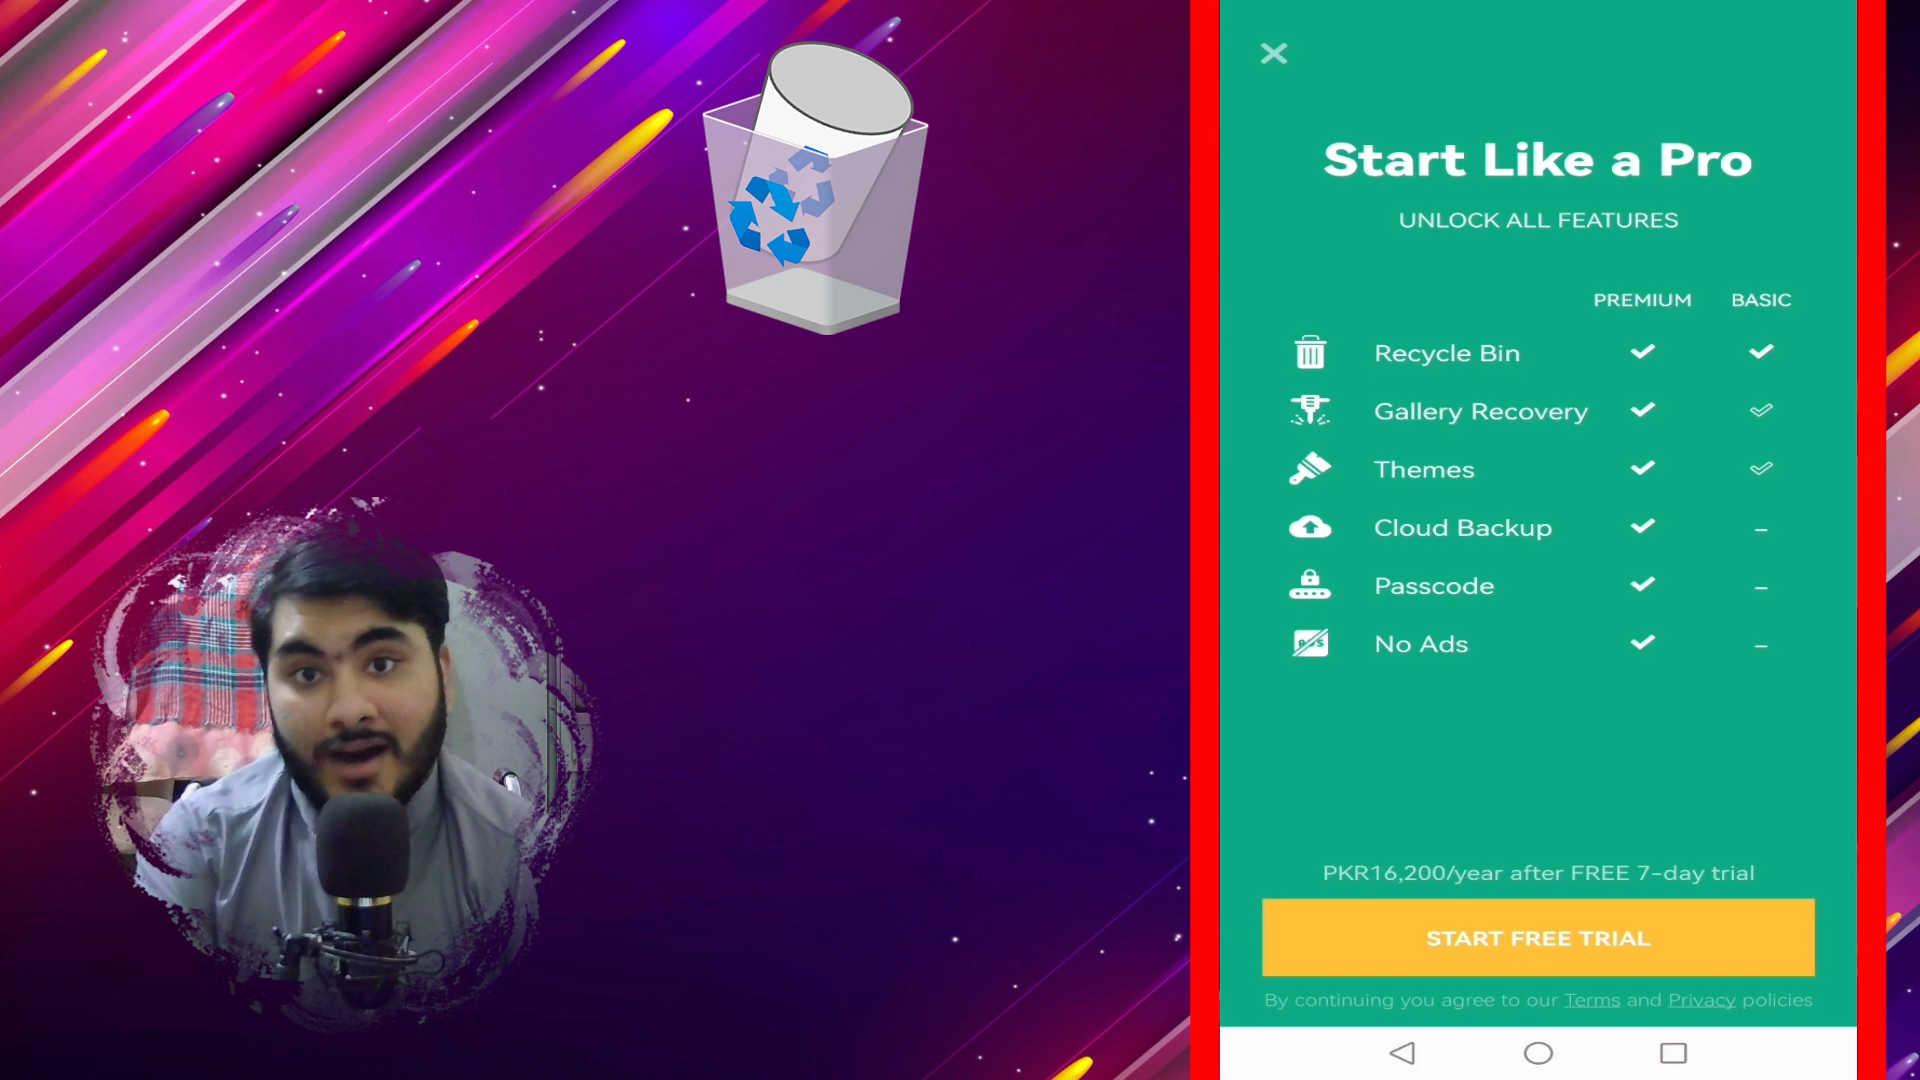 Start Like a Pro
UNLOCK ALL FEATURES
PREMIUM BASIC
Recycle Bin
Gallery Recovery
Themes
Cloud Backup
Passcode
ADS No Ads
PKR16,200/year after FREE 7-day trial
START FREE TRIAL
By continuing you agree to our Terms and Privacy policies